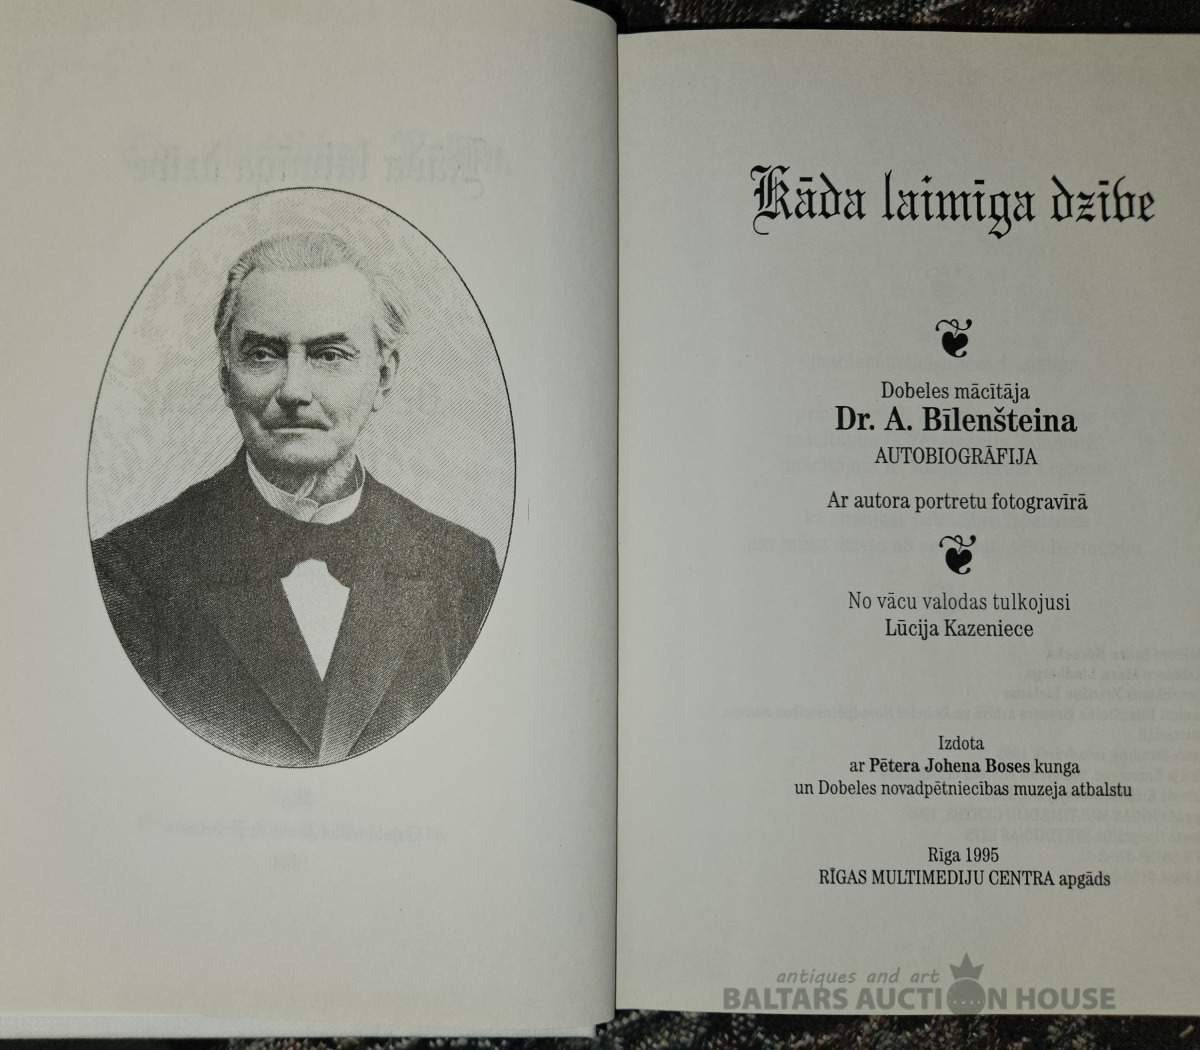 Kāda laimīga dzīve
Dobeles mācītāja
Dr. A. Bīlenšteina
AUTOBIOGRĀFIJA
Ar autora portretu fotogravīrā
No vācu valodas tulkojusi
Lūcija Kazeniece
Izdota
ar Pētera Johena Boses kunga
un Dobeles novadpētniecības muzeja atbalstu
Rīga 1995
RĪGAS MULTIMEDIJU CENTRA apgāds
antiques and art
BALTARS AUCTION HOUSE